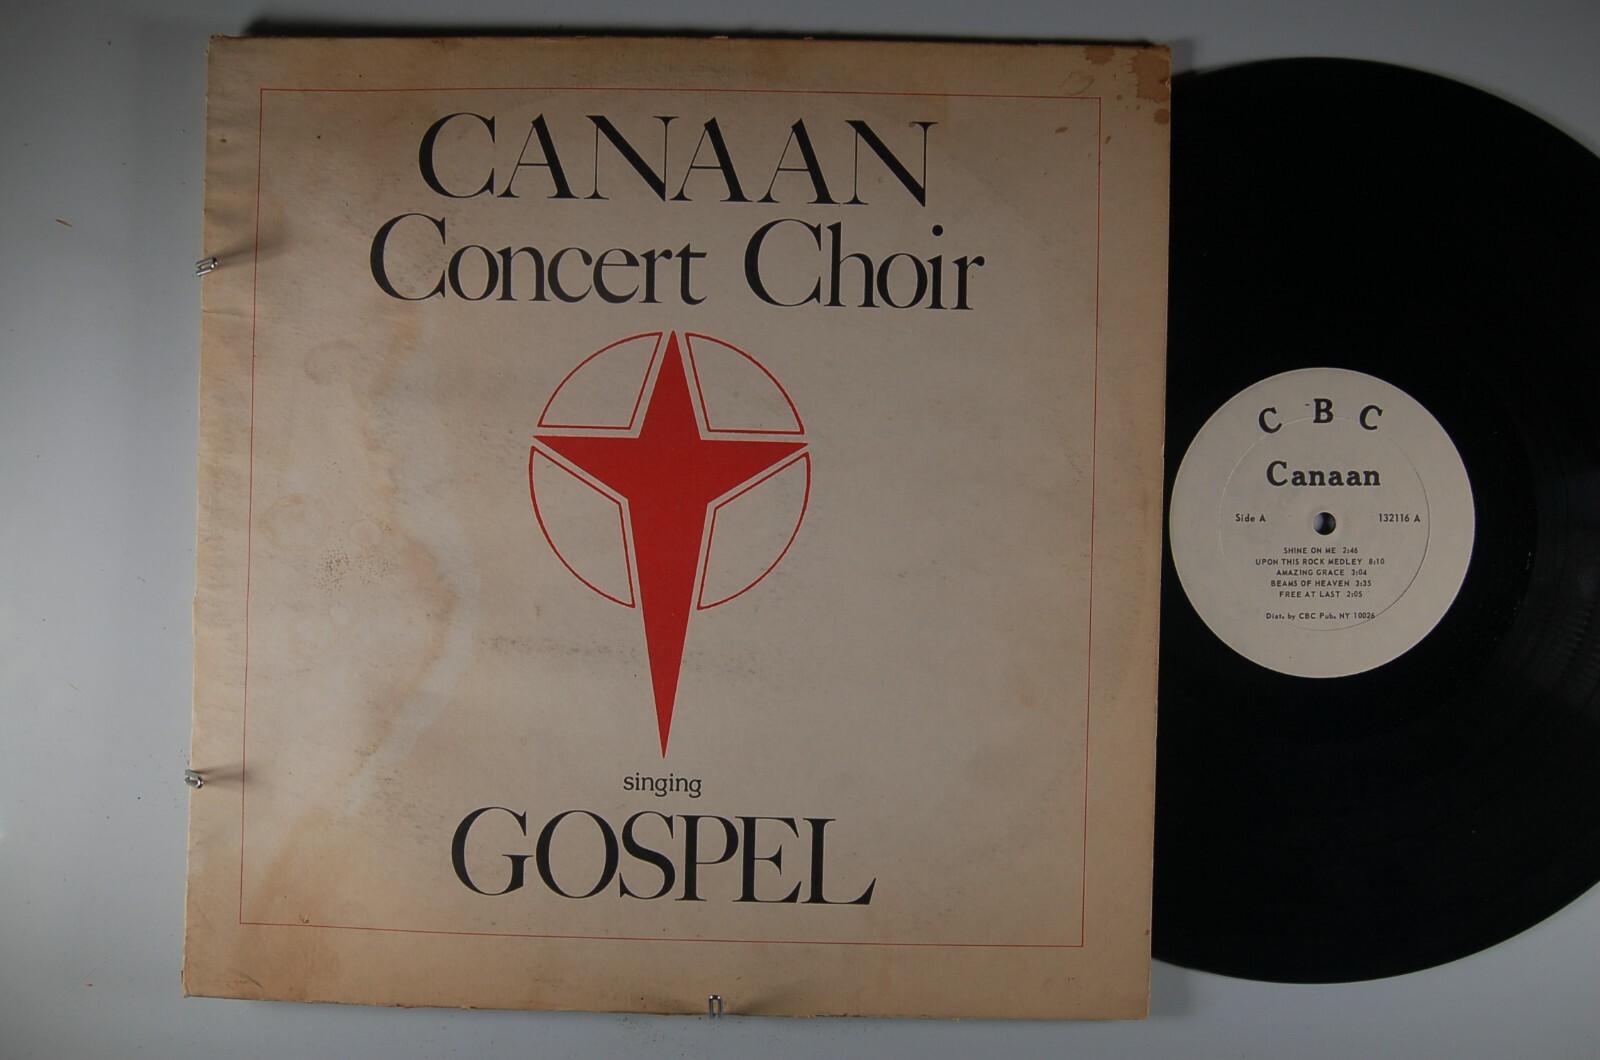 CANAAN
Concert Choir
singing
GOSPEL
C B C
Canaan
Side A
132116 A
SHINE ON ME 2:46
UPON THIS ROCK MEDLEY 8:10
AMAZING GRACE 3:04
BEAMS OF HEAVEN 3:35
FREE AT LAST 2:05
Dist. by CBC Pub. NY 10026